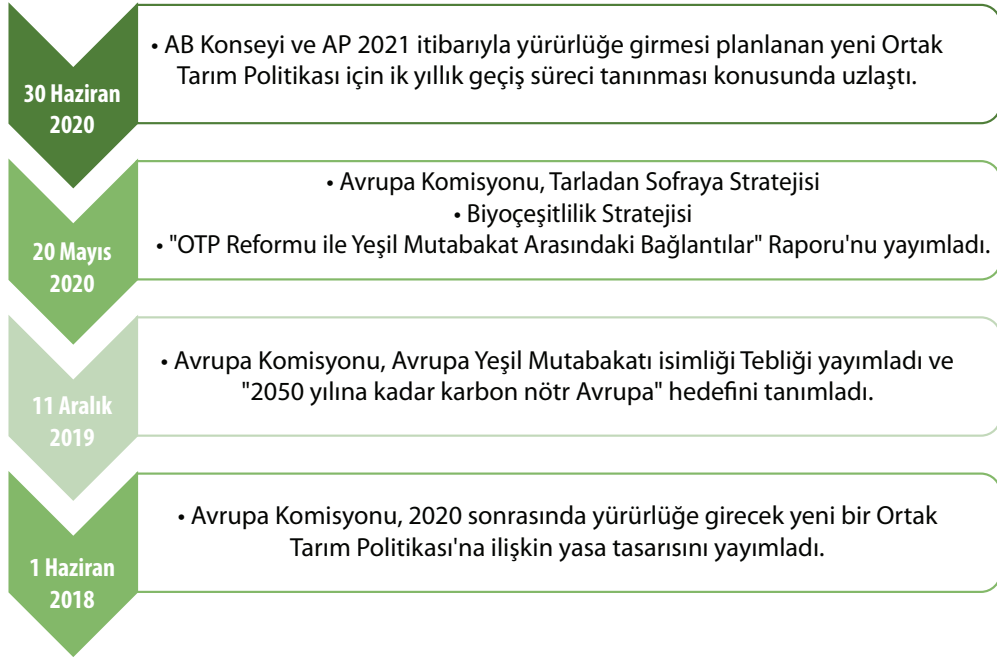 30 Haziran
2020
• AB Konseyi ve AP 2021 itibarıyla yürürlüğe girmesi planlanan yeni Ortak
Tarım Politikası için ik yıllık geçiş süreci tanınması konusunda uzlaştı.
20 Mayıs
2020
• Avrupa Komisyonu, Tarladan Sofraya Stratejisi
• Biyoçeşitlilik Stratejisi
• "OTP Reformu ile Yeşil Mutabakat Arasındaki Bağlantılar" Raporu'nu yayımladı.
11 Aralık
2019
• Avrupa Komisyonu, Avrupa Yeşil Mutabakatı isimliği Tebliği yayımladı ve
"2050 yılına kadar karbon nötr Avrupa" hedefini tanımladı.
1 Haziran
2018
• Avrupa Komisyonu, 2020 sonrasında yürürlüğe girecek yeni bir Ortak
Tarım Politikası'na ilişkin yasa tasarısını yayımladı.